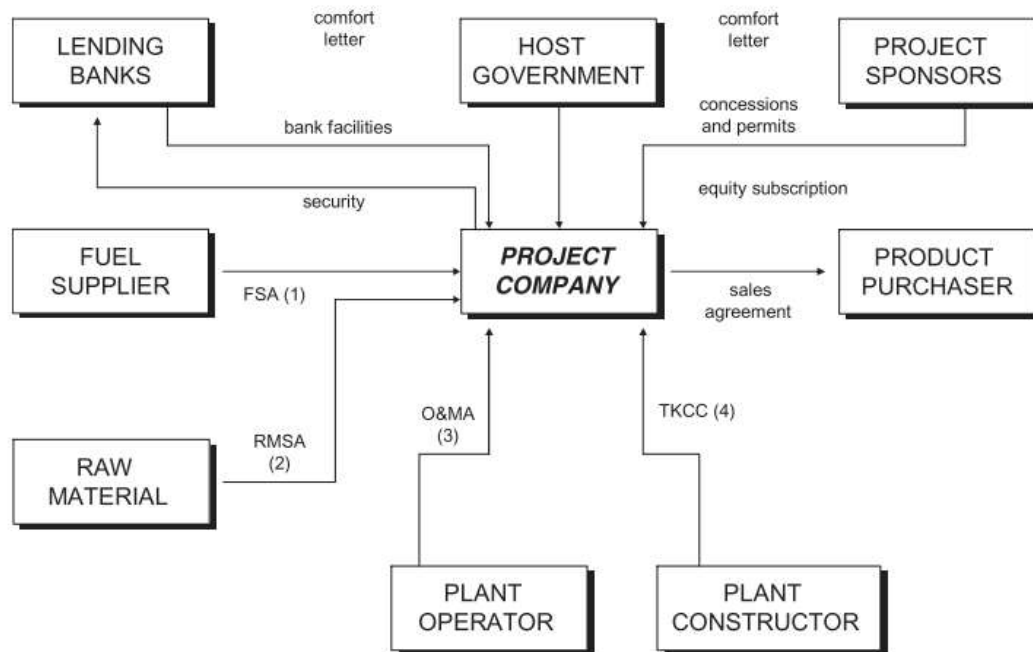 comfort
letter
comfort
letter
LENDING
BANKS
HOST
GOVERNMENT
PROJECT
SPONSORS
concessions
and permits
bank facilities
equity subscription
security
FUEL
SUPPLIER
FSA (1)
PROJECT
COMPANY
sales
agreement
PRODUCT
PURCHASER
RAW
MATERIAL
RMSA
(2)
O&MA
(3)
TKCC (4)
PLANT
OPERATOR
PLANT
CONSTRUCTOR